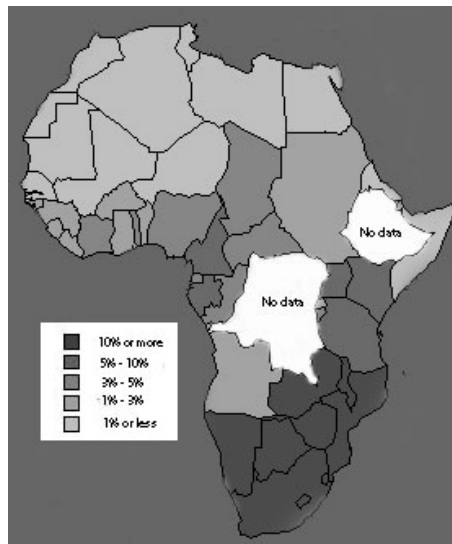 No data
No data
10% or more
5% - 10%
3% - 5%
1% - 3%
1% or less